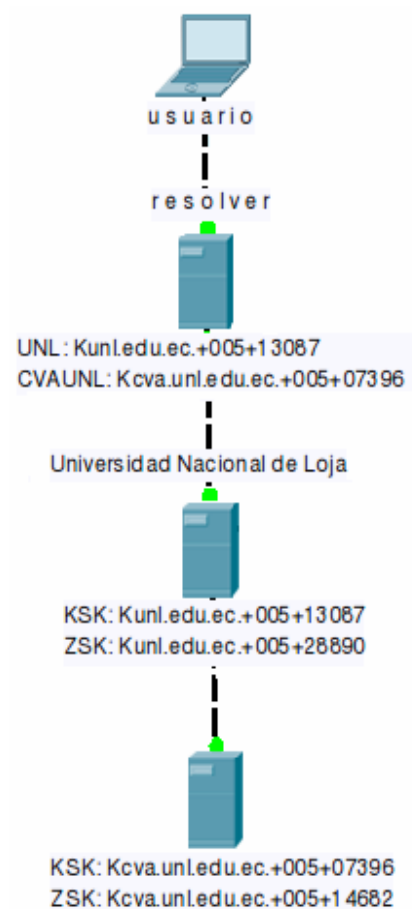 usuario
resolver
UNL: Kunl.edu.ec.+005+13087
CVAUNL: Kcva.unl.edu.ec.+005+07396
Universidad Nacional de Loja
KSK: Kunl.edu.ec.+005+13087
ZSK: Kunl.edu.ec.+005+28890
KSK: Kcva.unl.edu.ec.+005+07396
ZSK: Kcva.unl.edu.ec.+005+14682